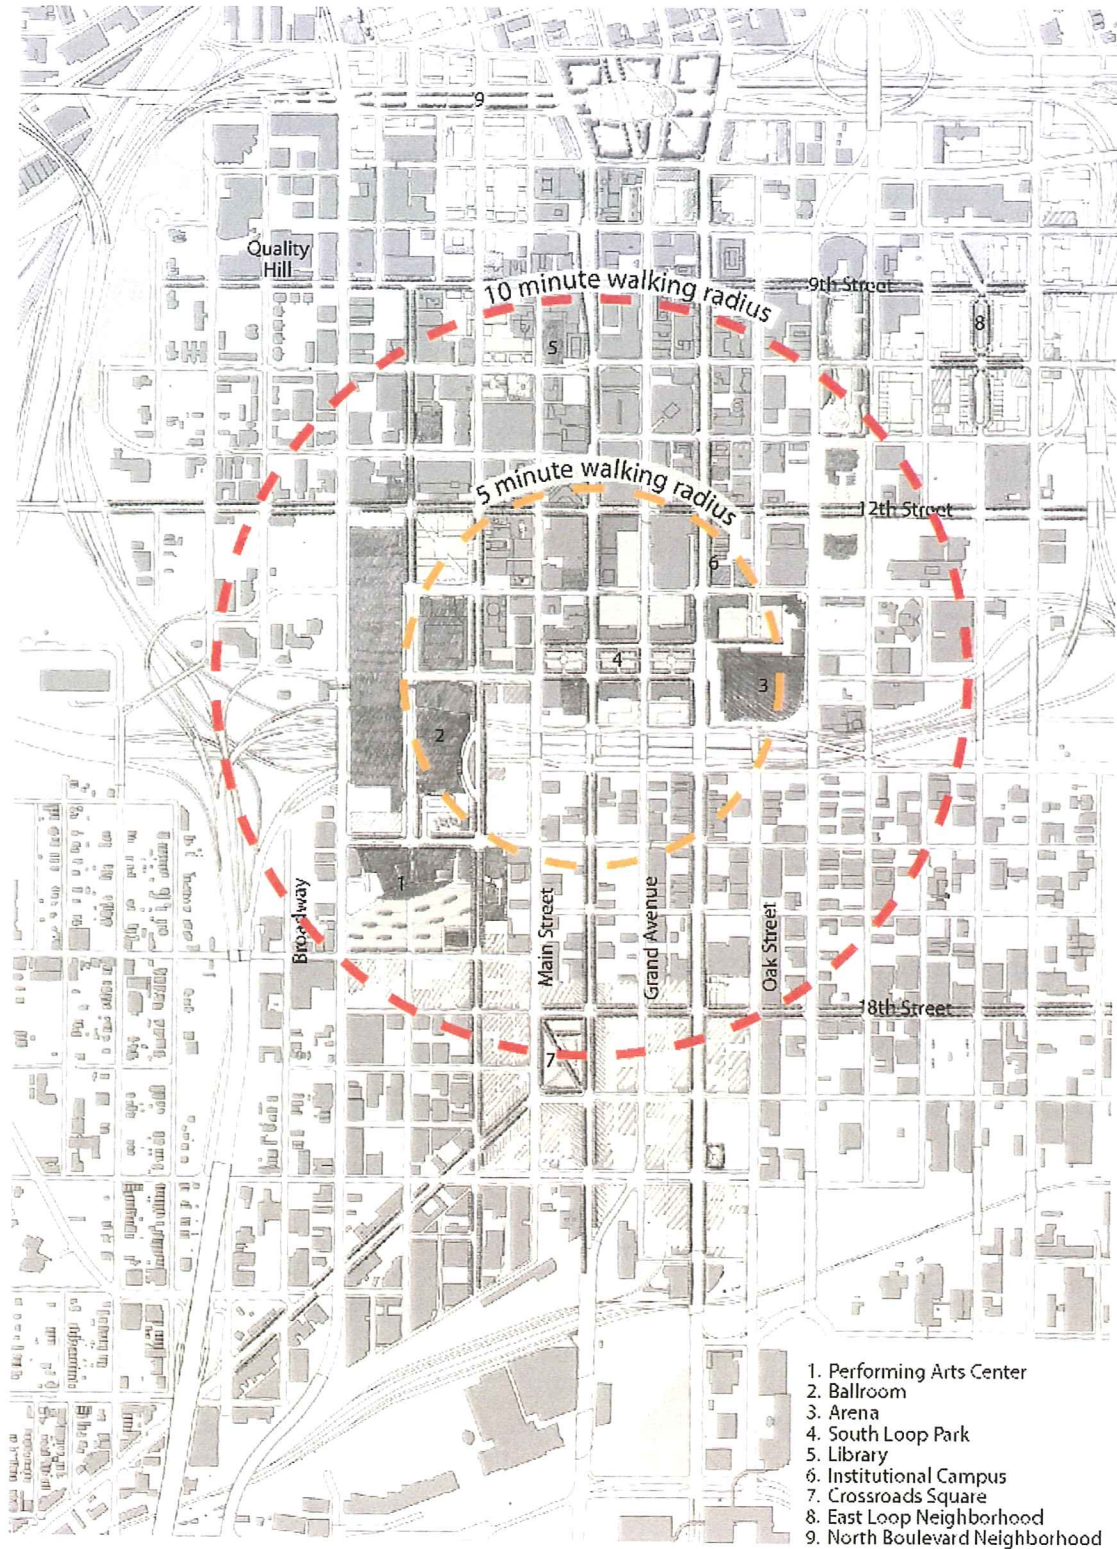 9
Quality
Hill
10 minute walking radius
9th Street
8
5
5 minute walking radius
12th Street
6
4
3
2
1
Broadway
Main Street
Grand Avenue
Oak Street
18th Street
7
1. Performing Arts Center
2. Ballroom
3. Arena
4. South Loop Park
5. Library
6. Institutional Campus
7. Crossroads Square
8. East Loop Neighborhood
9. North Boulevard Neighborhood